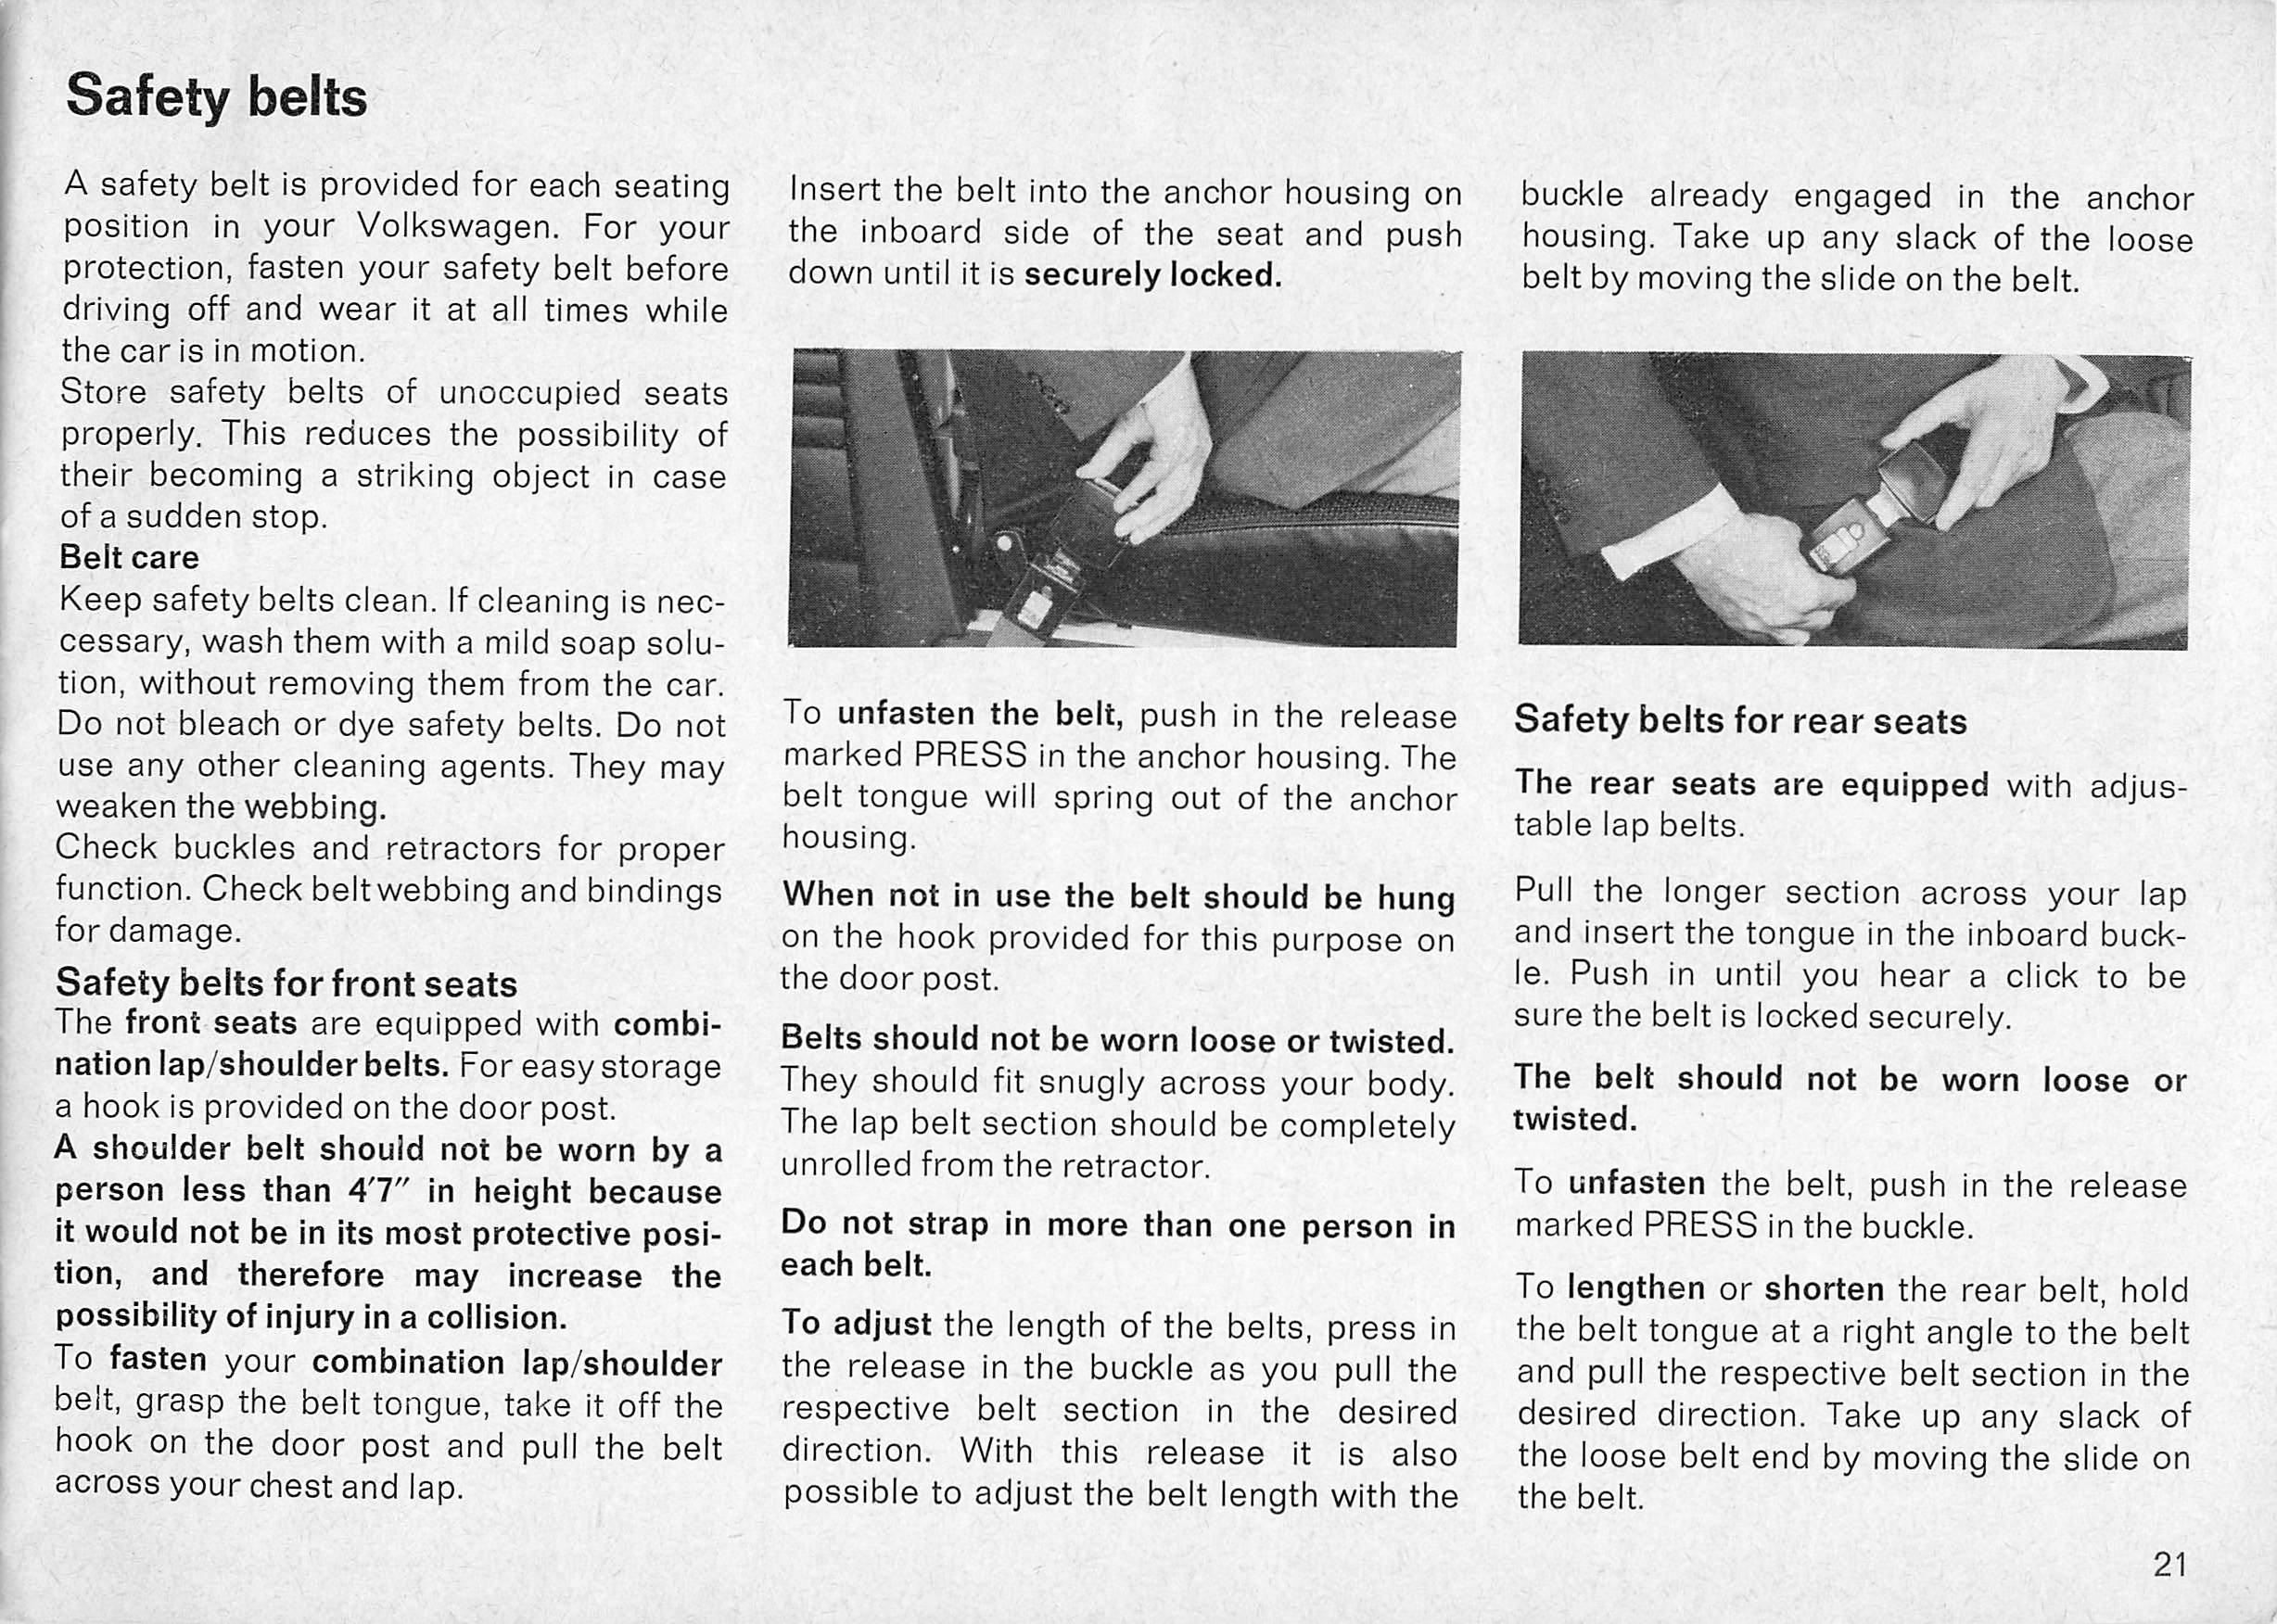 Safety belts
A safety belt is provided for each seating
position in your Volkswagen. For your
protection, fasten your safety belt before
driving off and wear it at all times while
the car is in motion.
Store safety belts of unoccupied seats
properly. This reduces the possibility of
their becoming a striking object in case
of a sudden stop.
Belt care
Keep safety belts clean. If cleaning is nec-
cessary, wash them with a mild soap solu-
tion, without removing them from the car.
Do not bleach or dye safety belts. Do not
use any other cleaning agents. They may
weaken the webbing.
Check buckles and retractors for proper
function. Check belt webbing and bindings
for damage.
Safety belts for front seats
The front seats are equipped with combi-
nation lap/shoulder belts. For easy storage
a hook is provided on the door post.
A shoulder belt should not be worn by a
person less than 4′7″ in height because
it would not be in its most protective posi-
tion, and therefore may increase the
possibility of injury in a collision.
To fasten your combination lap/shoulder
belt, grasp the belt tongue, take it off the
hook on the door post and pull the belt
across your chest and lap.
Insert the belt into the anchor housing on
the inboard side of the seat and push
down until it is securely locked.
To unfasten the belt, push in the release
marked PRESS in the anchor housing. The
belt tongue will spring out of the anchor
housing.
When not in use the belt should be hung
on the hook provided for this purpose on
the door post.
Belts should not be worn loose or twisted.
They should fit snugly across your body.
The lap belt section should be completely
unrolled from the retractor.
Do not strap in more than one person in
each belt.
To adjust the length of the belts, press in
the release in the buckle as you pull the
respective belt section in the desired
direction. With this release it is also
possible to adjust the belt length with the
buckle already engaged in the anchor
housing. Take up any slack of the loose
belt by moving the slide on the belt.
Safety belts for rear seats
The rear seats are equipped with adjus-
table lap belts.
Pull the longer section across your lap
and insert the tongue in the inboard buck-
le. Push in until you hear a click to be
sure the belt is locked securely.
The belt should not be worn loose or
twisted.
To unfasten the belt, push in the release
marked PRESS in the buckle.
To lengthen or shorten the rear belt, hold
the belt tongue at a right angle to the belt
and pull the respective belt section in the
desired direction. Take up any slack of
the loose belt end by moving the slide on
the belt.
21